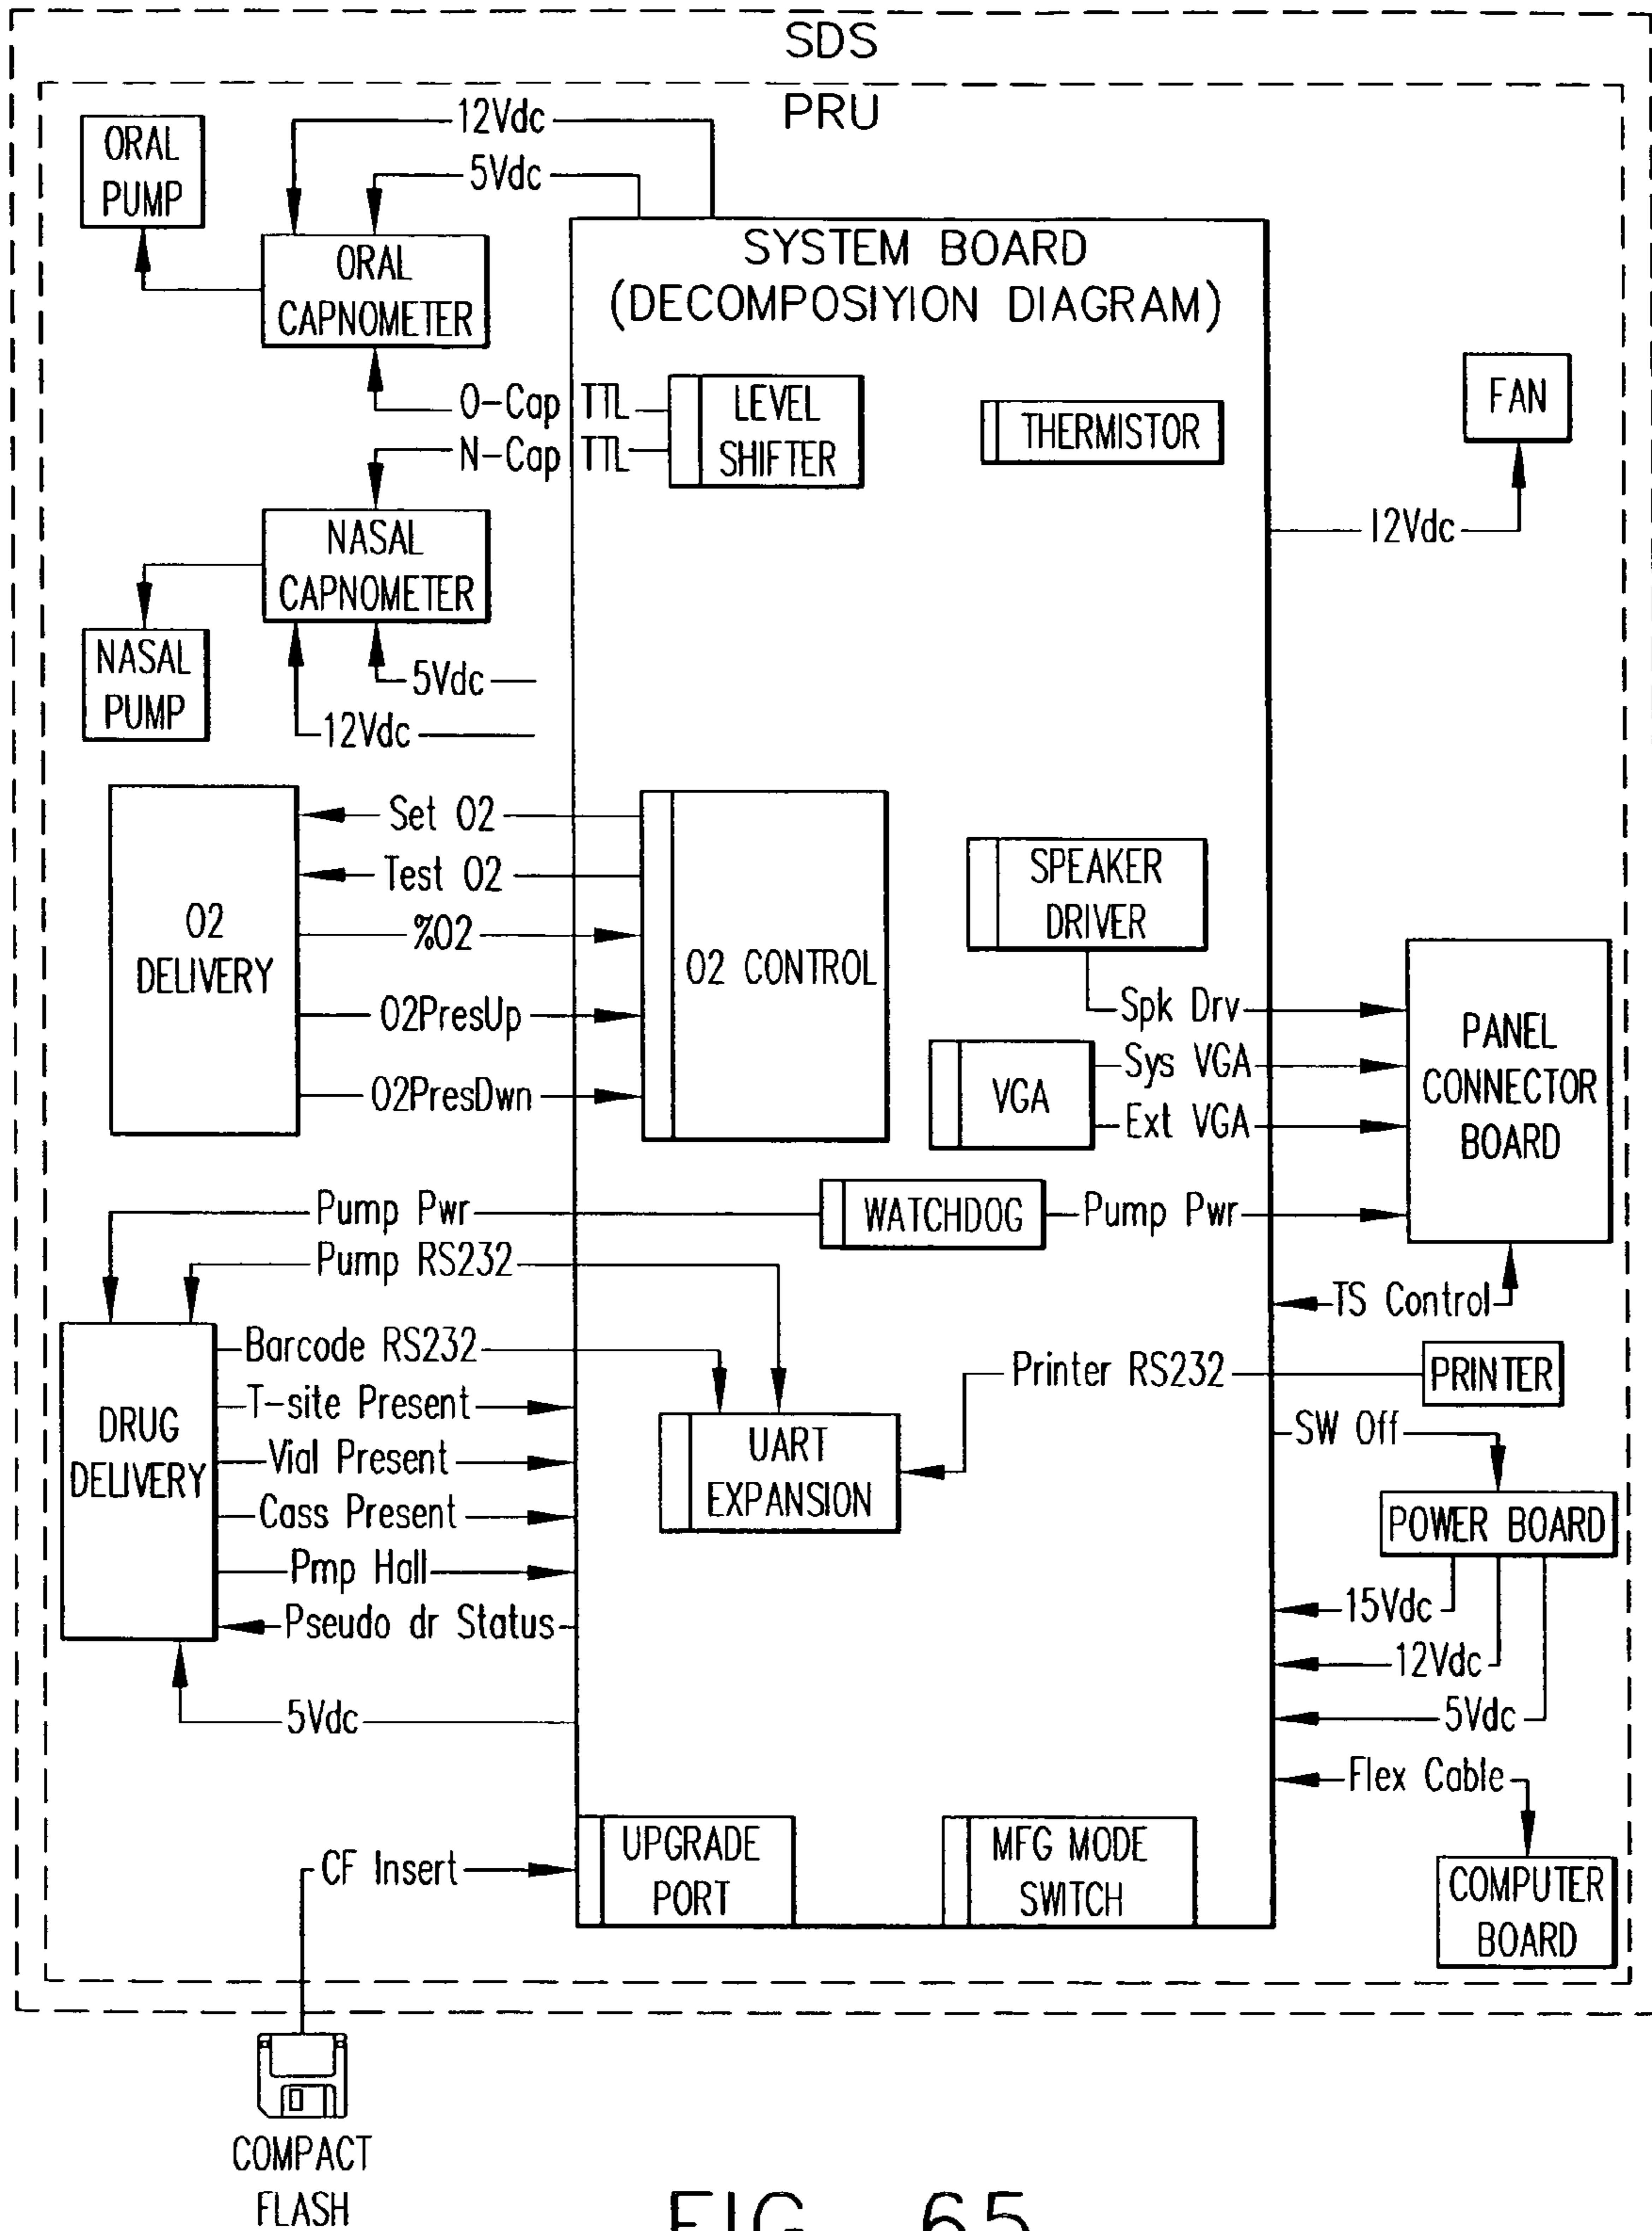 SDS
PRU
ORAL
PUMP
12Vdc
5Vdc
ORAL
CAPNOMETER
SYSTEM BOARD
(DECOMPOSIYION DIAGRAM)
O-Cap TTL
N-Cap TTL
LEVEL
SHIFTER
THERMISTOR
FAN
12Vdc
NASAL
CAPNOMETER
NASAL
PUMP
5Vdc
12Vdc
O2
DELIVERY
Set O2
Test O2
%O2
O2PresUp
O2PresDwn
O2 CONTROL
SPEAKER
DRIVER
Spk Drv
VGA
Sys VGA
Ext VGA
PANEL
CONNECTOR
BOARD
Pump Pwr
WATCHDOG
Pump Pwr
Pump RS232
TS Control
DRUG
DELIVERY
Barcode RS232
T-site Present
Vial Present
Cass Present
Pmp Hall
Pseudo dr Status
5Vdc
UART
EXPANSION
Printer RS232
PRINTER
SW Off
POWER BOARD
15Vdc
12Vdc
5Vdc
Flex Cable
COMPUTER
BOARD
CF Insert
UPGRADE
PORT
MFG MODE
SWITCH
COMPACT
FLASH
FIG. 65